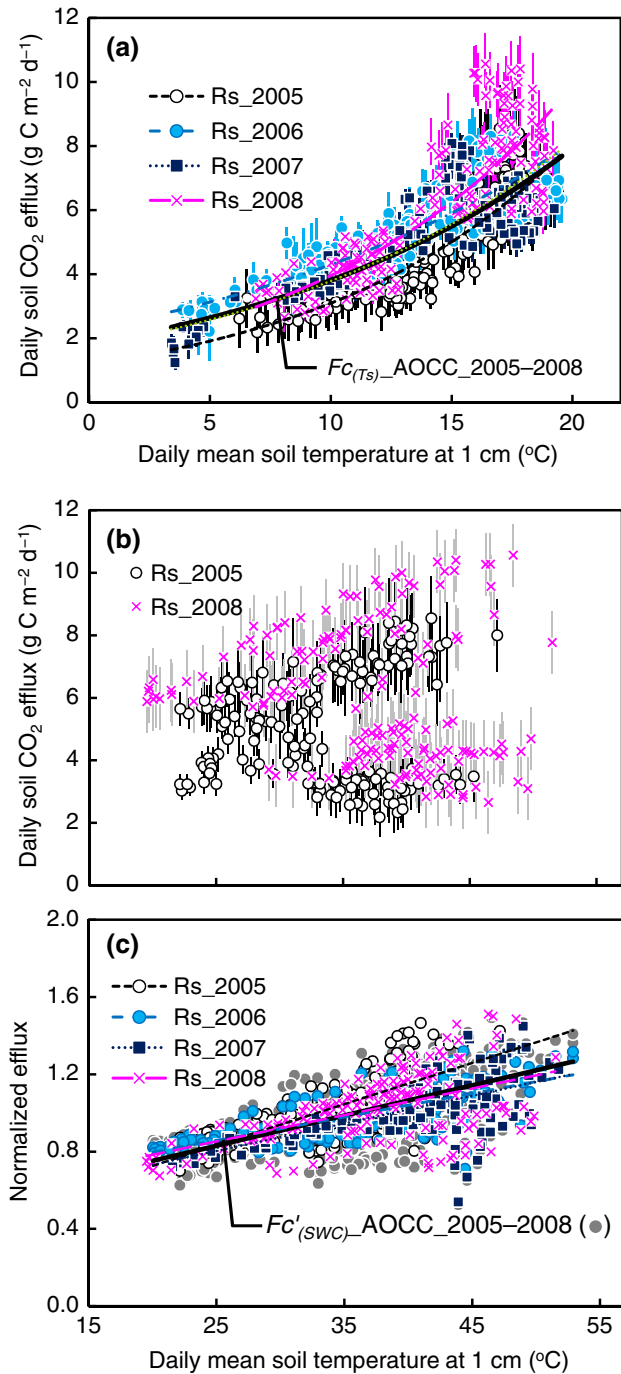 (a)
12
10
8
6
4
2
0
Daily soil CO2 efflux (g C m−2 d−1)
Rs_2005
Rs_2006
Rs_2007
Rs_2008
Fc(Ts)_AOCC_2005–2008
0 5 10 15 20
Daily mean soil temperature at 1 cm (oC)
(b)
12
10
8
6
4
2
0
Daily soil CO2 efflux (g C m−2 d−1)
Rs_2005
Rs_2008
(c)
2.0
1.6
1.2
0.8
0.4
0.0
Normalized efflux
Rs_2005
Rs_2006
Rs_2007
Rs_2008
Fc'(SWC)_AOCC_2005–2008 ( )
15 25 35 45 55
Daily mean soil temperature at 1 cm (oC)